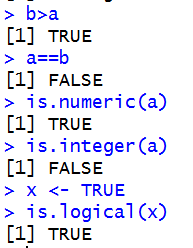 > b>a
[1] TRUE
> a==b
[1] FALSE
> is.numeric(a)
[1] TRUE
> is.integer(a)
[1] FALSE
> x <- TRUE
> is.logical(x)
[1] TRUE